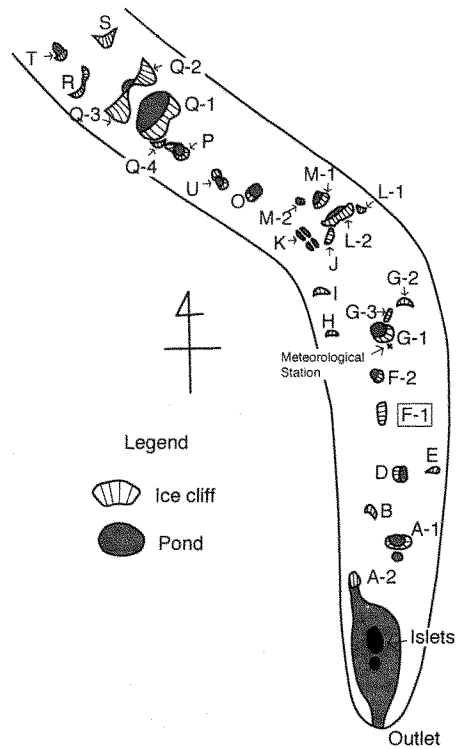 S
T
Q-2
R
Q-1
Q-3
P
Q-4
U
O
M-1
L-1
M-2
L-2
K
J
G-2
I
G-3
H
G-1
Meteorological
Station
F-2
F-1
Legend
E
D
Ice cliff
B
A-1
Pond
A-2
Islets
Outlet